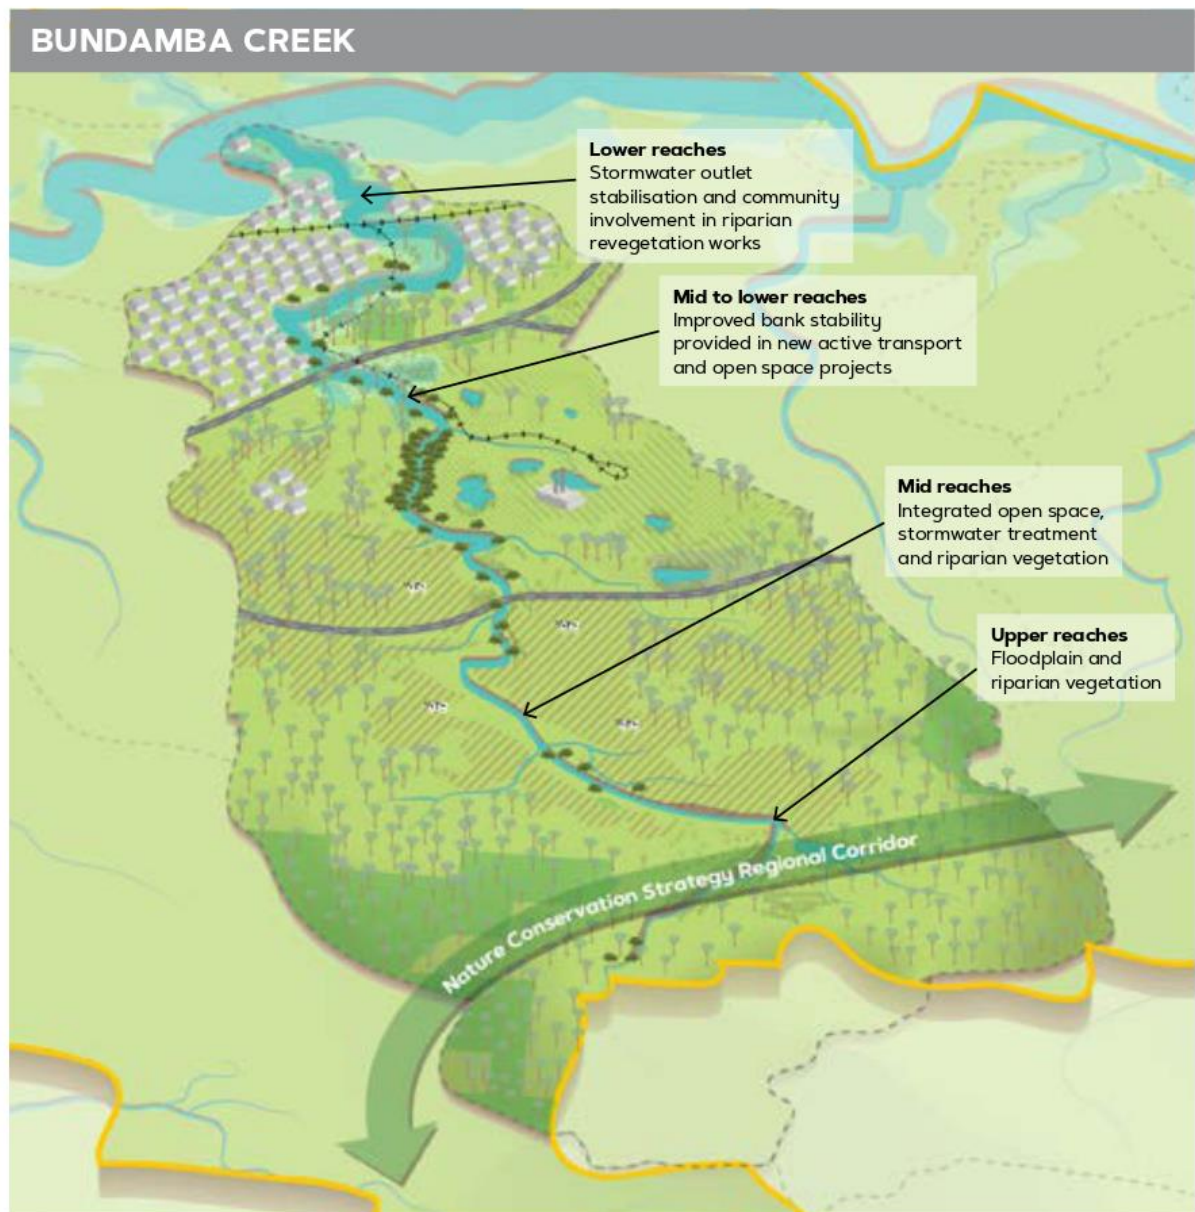 BUNDAMBA CREEK
Lower reaches
Stormwater outlet
stabilisation and community
involvement in riparian
revegetation works
Mid to lower reaches
Improved bank stability
provided in new active transport
and open space projects
Mid reaches
Integrated open space,
stormwater treatment
and riparian vegetation
Upper reaches
Floodplain and
riparian vegetation
Nature Conservation Strategy Regional Corridor